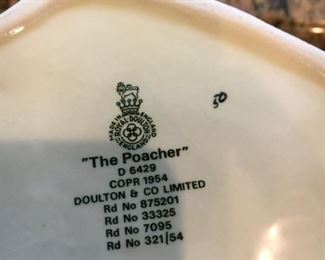 MADE IN ENGLAND
ROYAL DOULTON
ENGLAND
50
"The Poacher"
D 6429
COPR 1954
DOULTON & CO LIMITED
Rd No 875201
Rd No 33325
Rd No 7095
Rd No 321/54